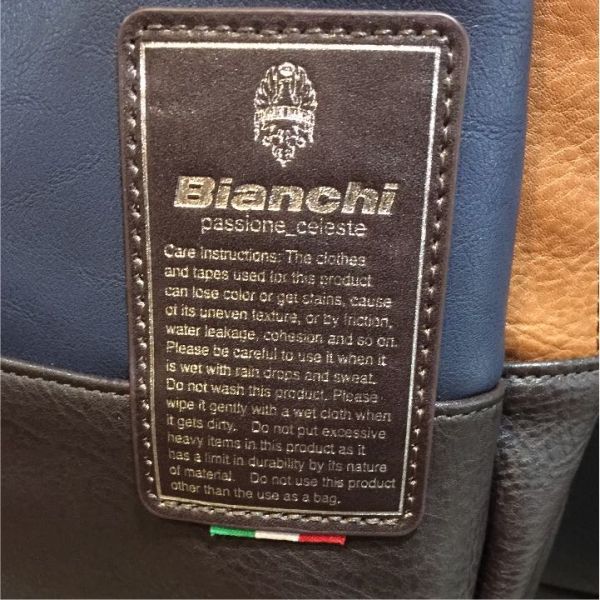 Bianchi
passione_celeste
Care Instructions: The clothes
and tapes used for this product
can lose color or get stains, cause
of its uneven texture, or by friction,
water leakage, cohesion and so on.
Please be careful to use it when it
is wet with rain drops and sweat.
Do not wash this product. Please
wipe it gently with a wet cloth when
it gets dirty. Do not put excessive
heavy items in this product as it
has a limit in durability by its nature
of material. Do not use this product
other than the use as a bag.